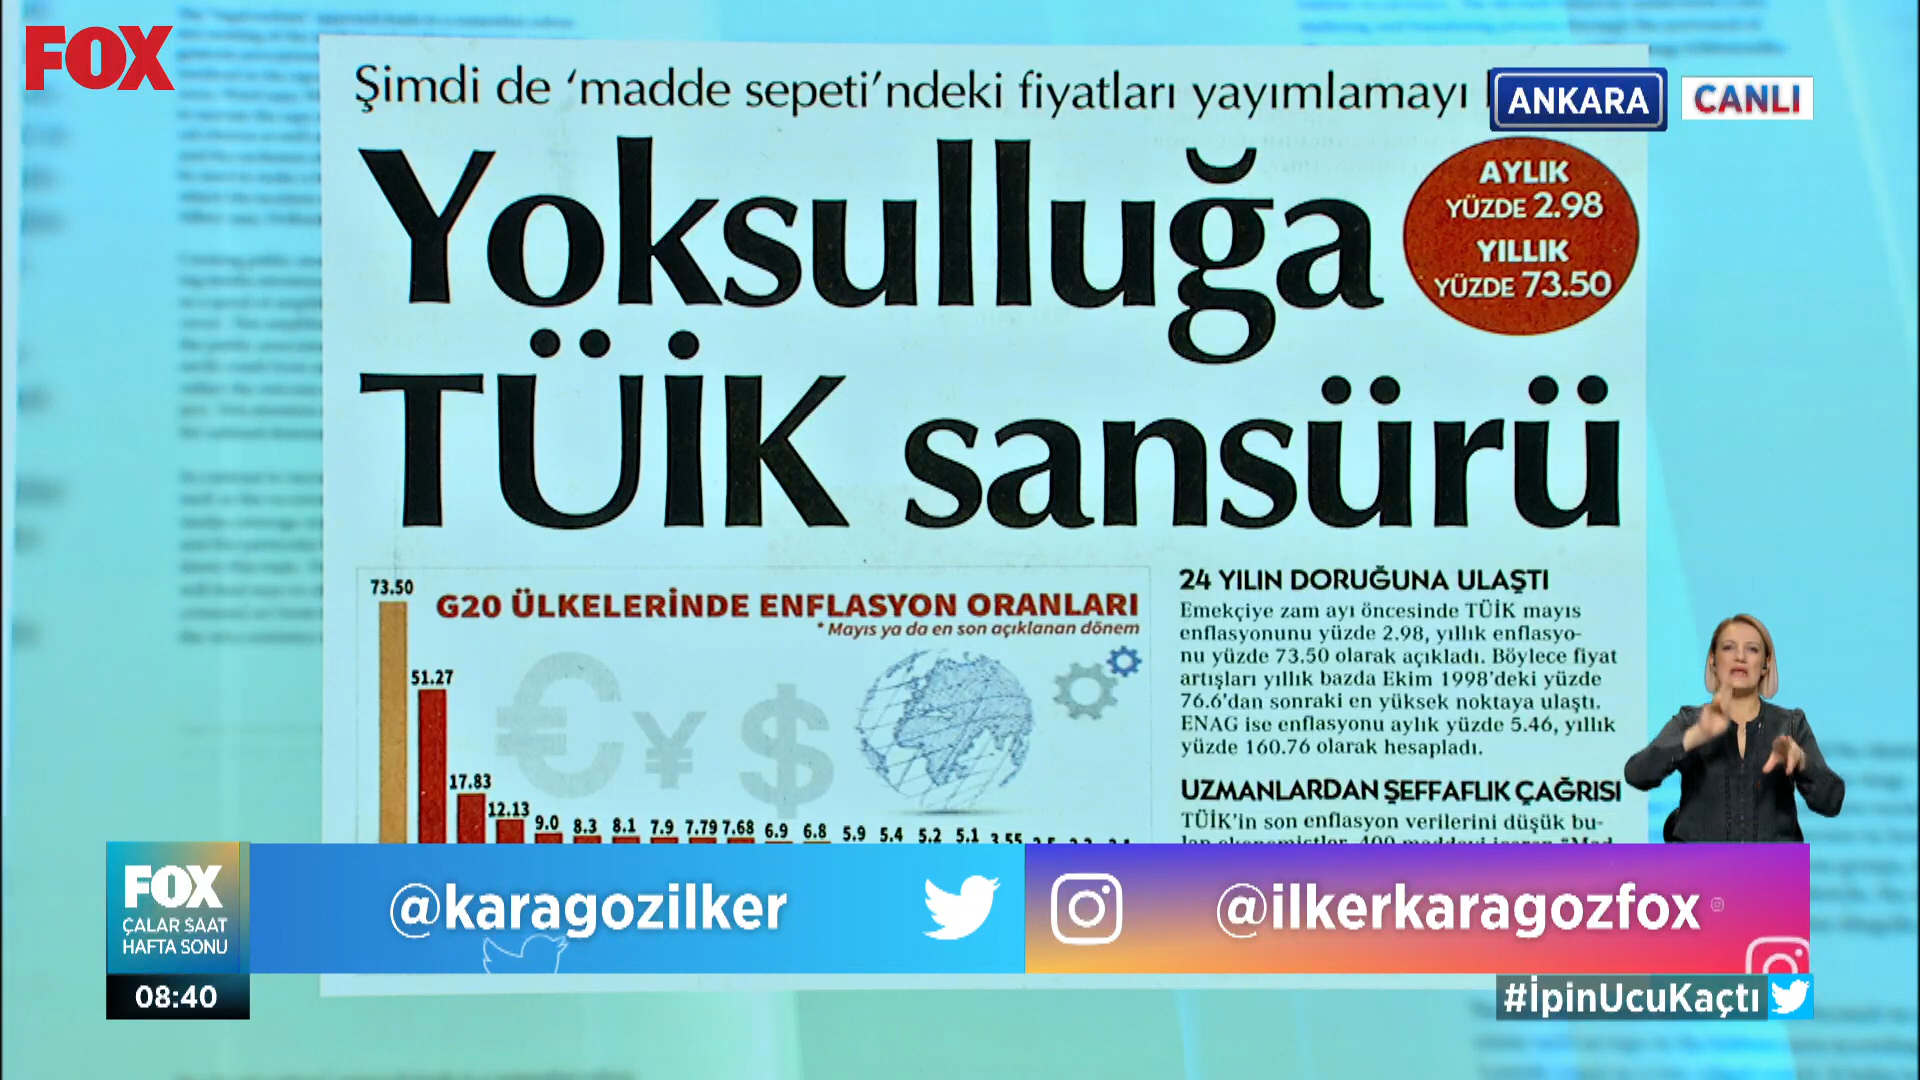 FOX
Şimdi de ‘madde sepeti’ndeki fiyatları yayımlamayı
ANKARA
CANLI
Yoksulluğa
TÜİK sansürü
AYLIK
YÜZDE 2.98
YILLIK
YÜZDE 73.50
G20 ÜLKELERİNDE ENFLASYON ORANLARI
* Mayıs ya da en son açıklanan dönem
73.50
51.27
17.83
12.13
9.0
8.3
8.1
7.9
7.79
7.68
6.9
6.8
5.9
5.4
5.2
5.1
3.55
24 YILIN DORUĞUNA ULAŞTI
Emekçiye zam ayı öncesinde TÜİK mayıs
enflasyonunu yüzde 2.98, yıllık enflasyo-
nu yüzde 73.50 olarak açıkladı. Böylece fiyat
artışları yıllık bazda Ekim 1998’deki yüzde
76.6’dan sonraki en yüksek noktaya ulaştı.
ENAG ise enflasyonu aylık yüzde 5.46, yıllık
yüzde 160.76 olarak hesapladı.
UZMANLARDAN ŞEFFAFLIK ÇAĞRISI
TÜİK’in son enflasyon verilerini düşük bu-
FOX
ÇALAR SAAT
HAFTA SONU
08:40
@karagozilker
@ilkerkaragozfox
#İpinUcuKaçtı